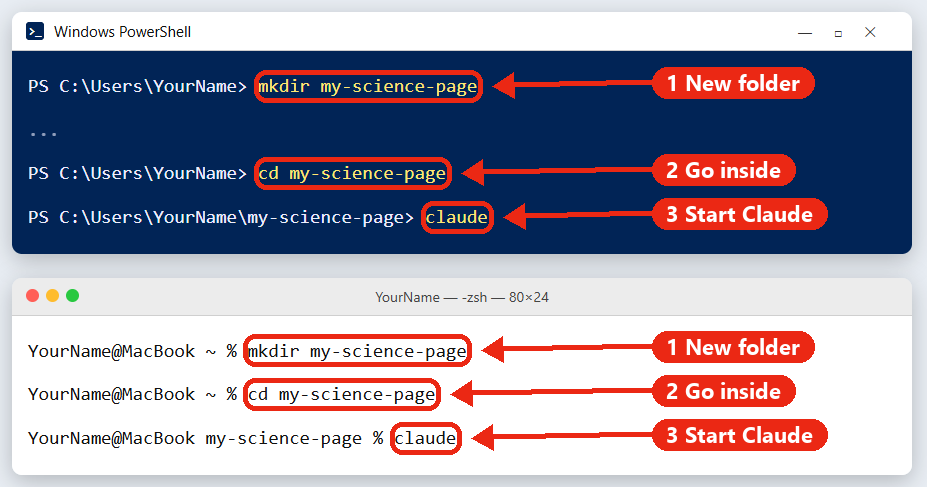 Windows PowerShell
PS C:\Users\YourName> mkdir my-science-page
1 New folder
...
PS C:\Users\YourName> cd my-science-page
2 Go inside
PS C:\Users\YourName\my-science-page> claude
3 Start Claude
YourName — -zsh — 80×24
YourName@MacBook ~ % mkdir my-science-page
1 New folder
YourName@MacBook ~ % cd my-science-page
2 Go inside
YourName@MacBook my-science-page % claude
3 Start Claude